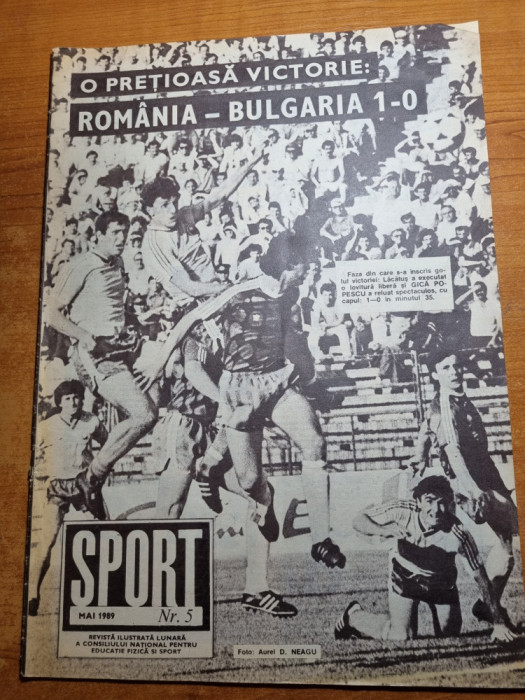 O PREȚIOASĂ VICTORIE:
ROMÂNIA – BULGARIA 1-0
Faza din care s-a înscris go-
lul victoriei: Lăcătuș a executat
o lovitură liberă și GICĂ PO-
PESCU a reluat spectaculos, cu
capul: 1—0 în minutul 35.
SPORT
MAI 1989 Nr. 5
REVISTĂ ILUSTRATĂ LUNARĂ
A CONSILIULUI NAȚIONAL PENTRU
EDUCAȚIE FIZICĂ ȘI SPORT
Foto: Aurel D. NEAGU